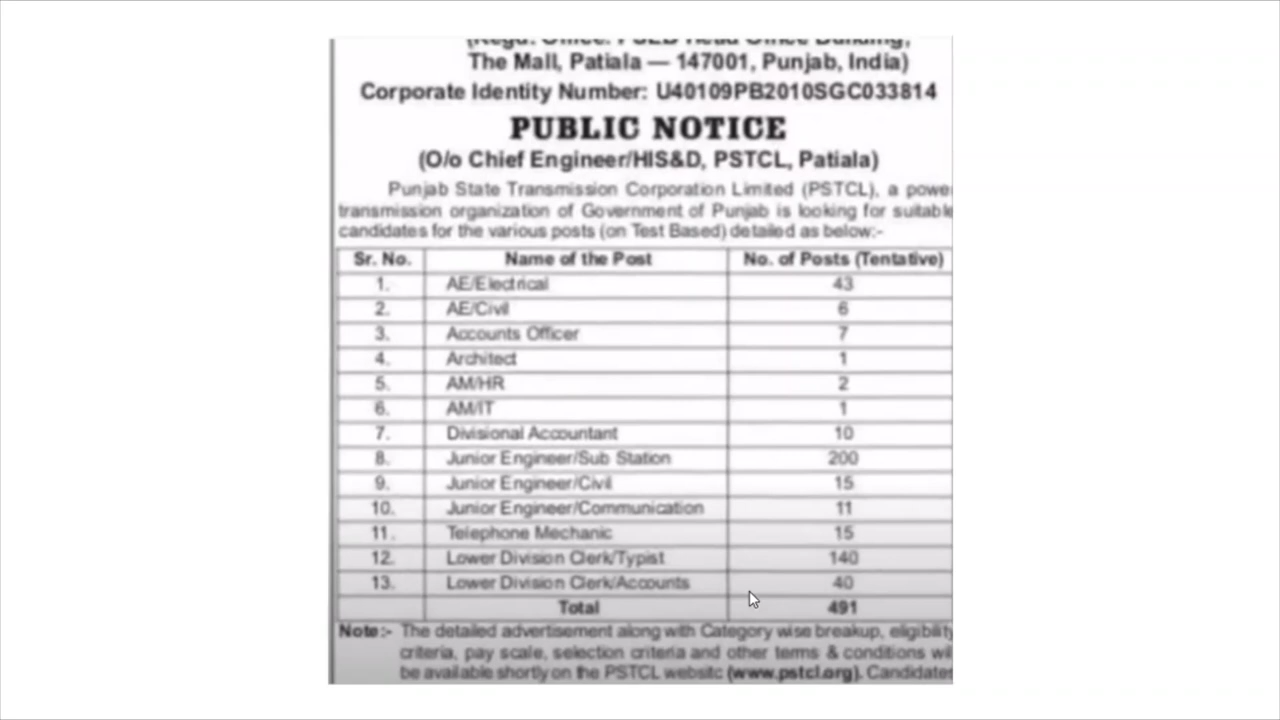 (Regd. Office: PSEB Head Office Building,
The Mall, Patiala — 147001, Punjab, India)
Corporate Identity Number: U40109PB2010SGC033814
PUBLIC NOTICE
(O/o Chief Engineer/HIS&D, PSTCL, Patiala)
Punjab State Transmission Corporation Limited (PSTCL), a power
transmission organization of Government of Punjab is looking for suitable
candidates for the various posts (on Test Based) detailed as below:-
Sr. No. Name of the Post No. of Posts (Tentative)
1. AE/Electrical 43
2. AE/Civil 6
3. Accounts Officer 7
4. Architect 1
5. AM/HR 2
6. AM/IT 1
7. Divisional Accountant 10
8. Junior Engineer/Sub Station 200
9. Junior Engineer/Civil 15
10. Junior Engineer/Communication 11
11. Telephone Mechanic 15
12. Lower Division Clerk/Typist 140
13. Lower Division Clerk/Accounts 40
Total 491
Note:- The detailed advertisement along with Category wise breakup, eligibility
criteria, pay scale, selection criteria and other terms & conditions wil
be available shortly on the PSTCL website (www.pstcl.org). Candidates